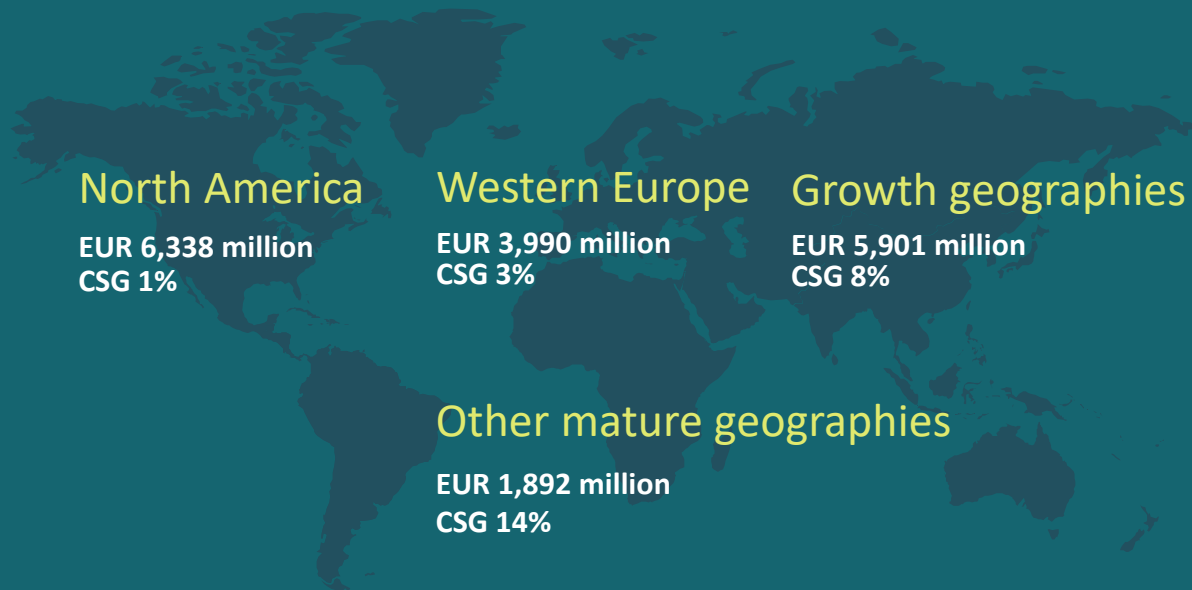 North America
EUR 6,338 million
CSG 1%
Western Europe
EUR 3,990 million
CSG 3%
Growth geographies
EUR 5,901 million
CSG 8%
Other mature geographies
EUR 1,892 million
CSG 14%